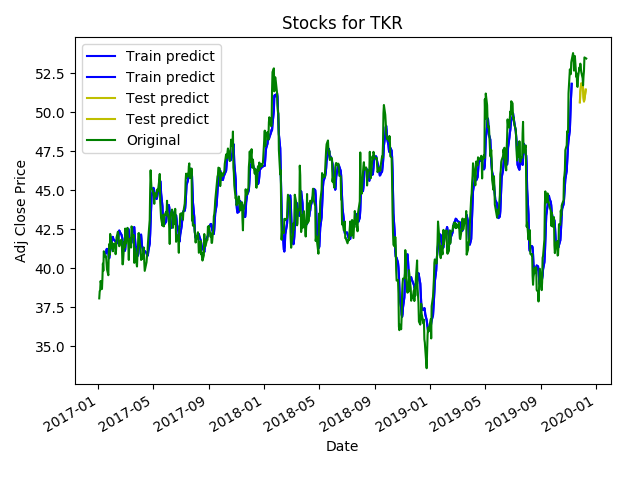 Stocks for TKR
Train predict
Train predict
Test predict
Test predict
Original
Adj Close Price
52.5
50.0
47.5
45.0
42.5
40.0
37.5
35.0
2017-01
2017-05
2017-09
2018-01
2018-05
2018-09
2019-01
2019-05
2019-09
2020-01
Date